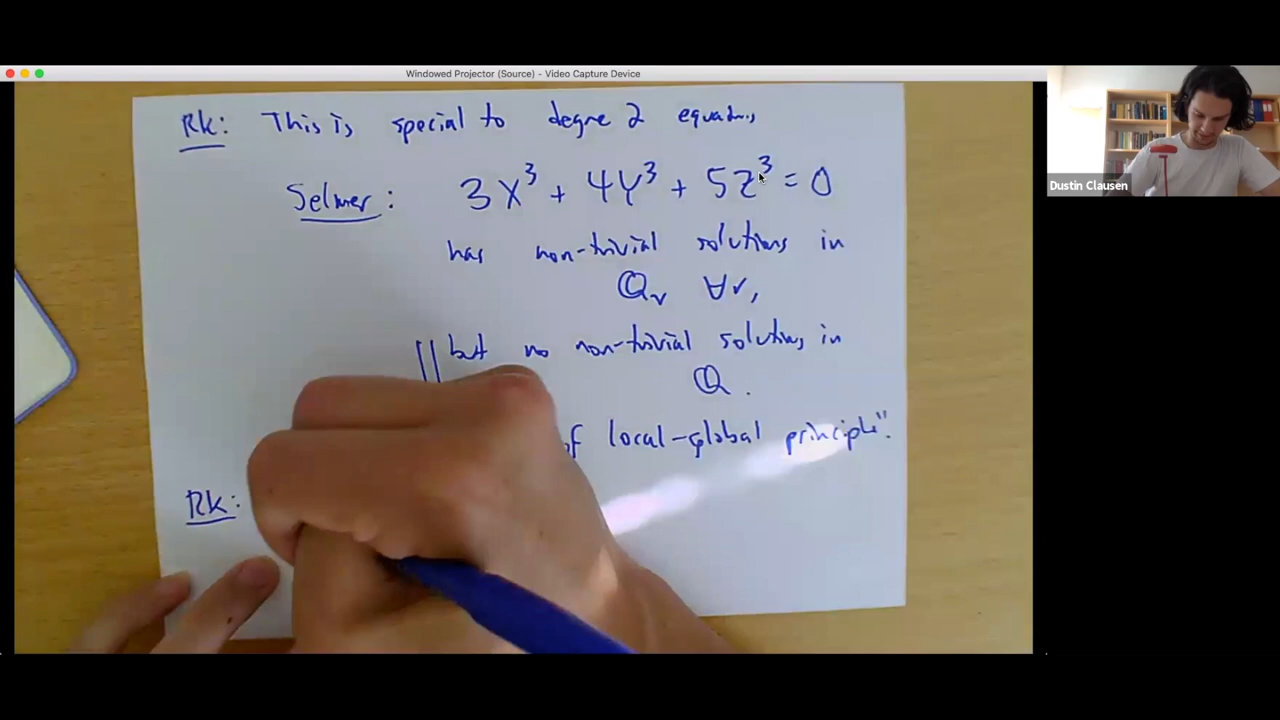 Windowed Projector (Source) - Video Capture Device
Rk: This is special to degree 2 equations
Selmer: 3X³ + 4Y³ + 5Z³ = 0
has non-trivial solutions in
ℚᵥ ∀v,
but no non-trivial solutions in
ℚ.
of local-global principle".
Rk:
Dustin Clausen